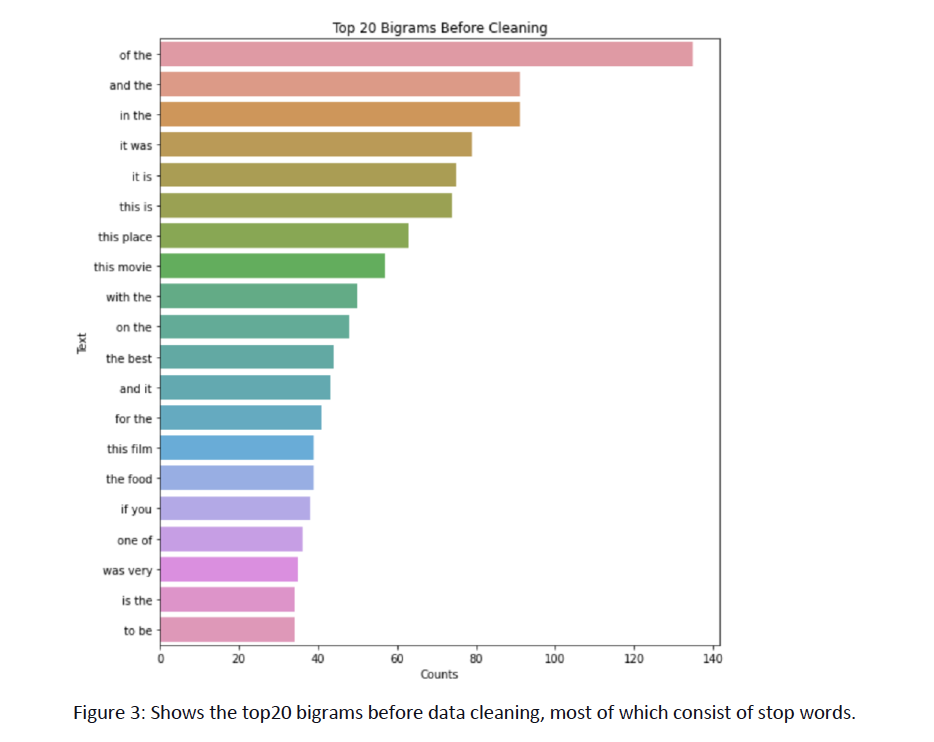 Top 20 Bigrams Before Cleaning
of the
and the
in the
it was
it is
this is
this place
this movie
with the
on the
the best
and it
for the
this film
the food
if you
one of
was very
is the
to be
Text
0 20 40 60 80 100 120 140
Counts
Figure 3: Shows the top20 bigrams before data cleaning, most of which consist of stop words.